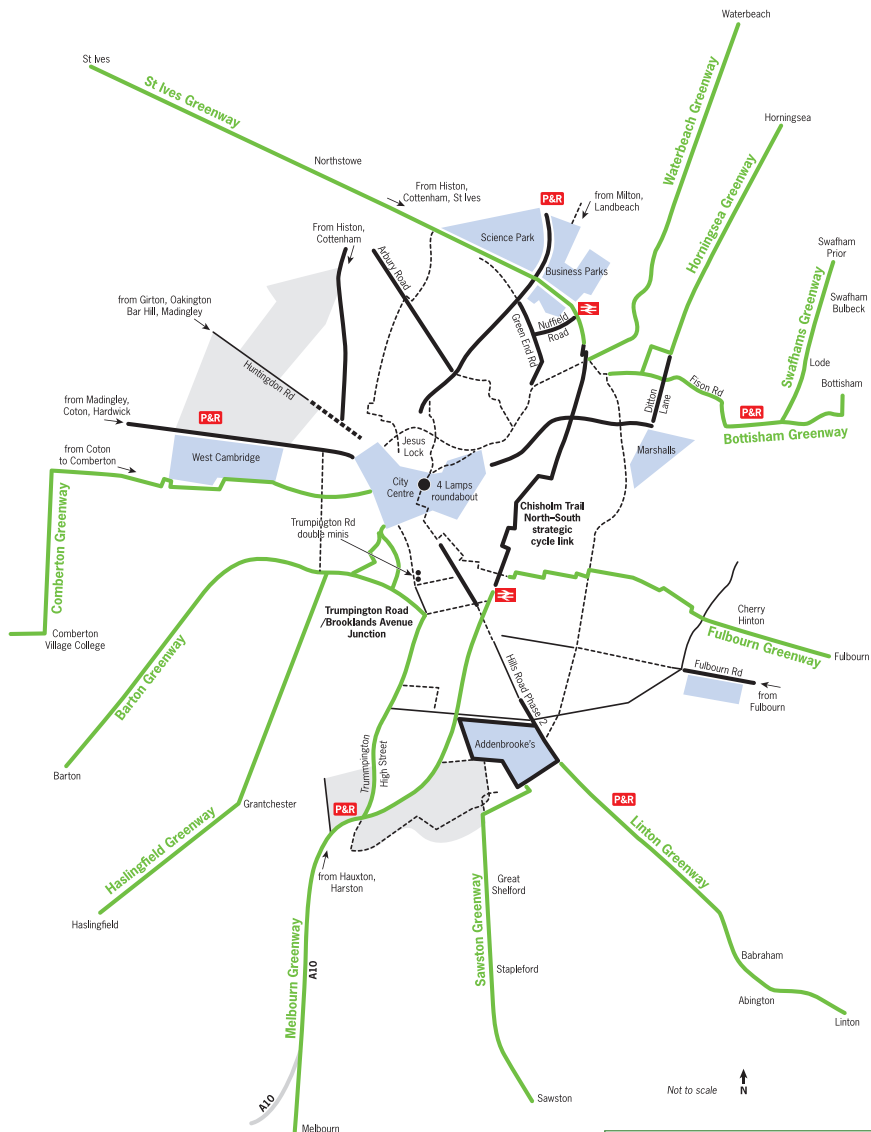 Waterbeach
St Ives
St Ives Greenway
Waterbeach Greenway
Horningsea
Northstowe
From Histon,
Cottenham, St Ives
P&R
from Milton,
Landbeach
Horningsea Greenway
From Histon,
Cottenham
Science Park
Arbury Road
Business Parks
Swafham
Prior
Swafhams Greenway
Swafham
Bulbeck
from Girton, Oakington
Bar Hill, Madingley
Green End Rd
Nuffield
Road
Huntingdon Rd
Lode
Fison Rd
Bottisham
from Madingley,
Coton, Hardwick
P&R
Ditton
Lane
P&R
Bottisham Greenway
Jesus
Lock
from Coton
to Comberton
West Cambridge
Marshalls
City
Centre
4 Lamps
roundabout
Chisholm Trail
North–South
strategic
cycle link
Trumpington Rd
double minis
Comberton Greenway
Comberton
Village College
Trumpington Road
/Brooklands Avenue
Junction
Cherry
Hinton
Fulbourn Greenway
Fulbourn
Barton Greenway
Hills Road Phase 2
Fulbourn Rd
from
Fulbourn
Addenbrooke's
Trummpington
High Street
Barton
Grantchester
P&R
P&R
Haslingfield Greenway
Linton Greenway
from Hauxton,
Harston
Great
Shelford
Haslingfield
Melbourn Greenway
A10
Sawston Greenway
Stapleford
Babraham
Abington
Linton
A10
Not to scale
N
Sawston
Melbourn